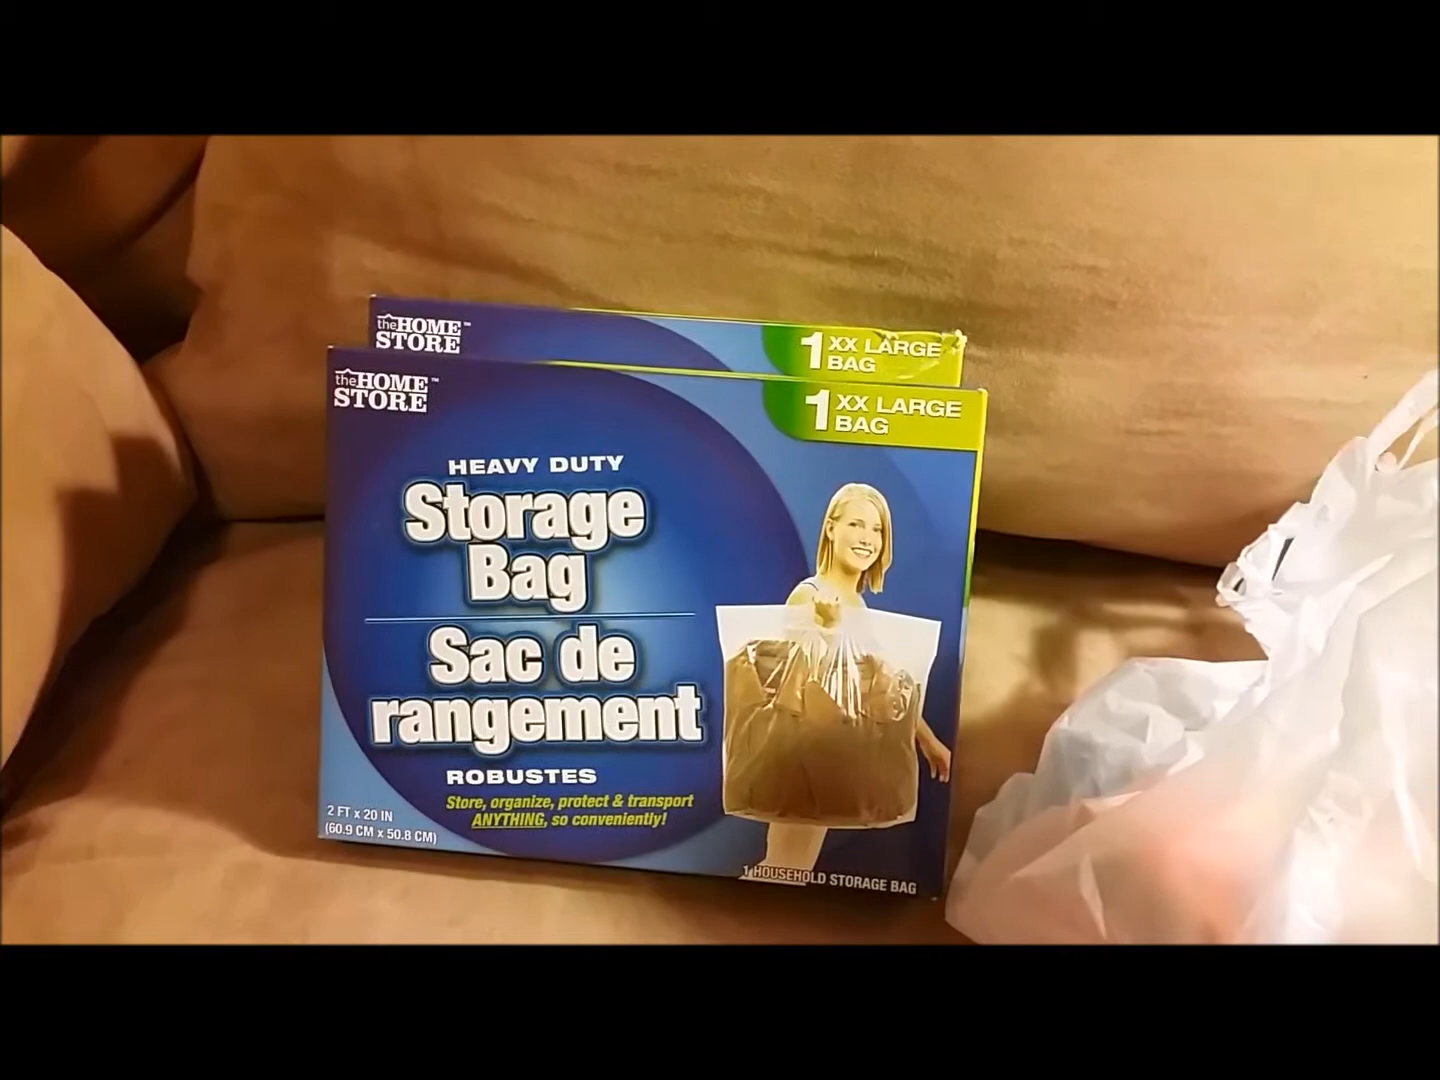 the HOME™
STORE
1 XX LARGE
BAG
the HOME™
STORE
1 XX LARGE
BAG
HEAVY DUTY
Storage
Bag
Sac de
rangement
ROBUSTES
Store, organize, protect & transport
ANYTHING, so conveniently!
2 FT x 20 IN
(60.9 CM x 50.8 CM)
1 HOUSEHOLD STORAGE BAG